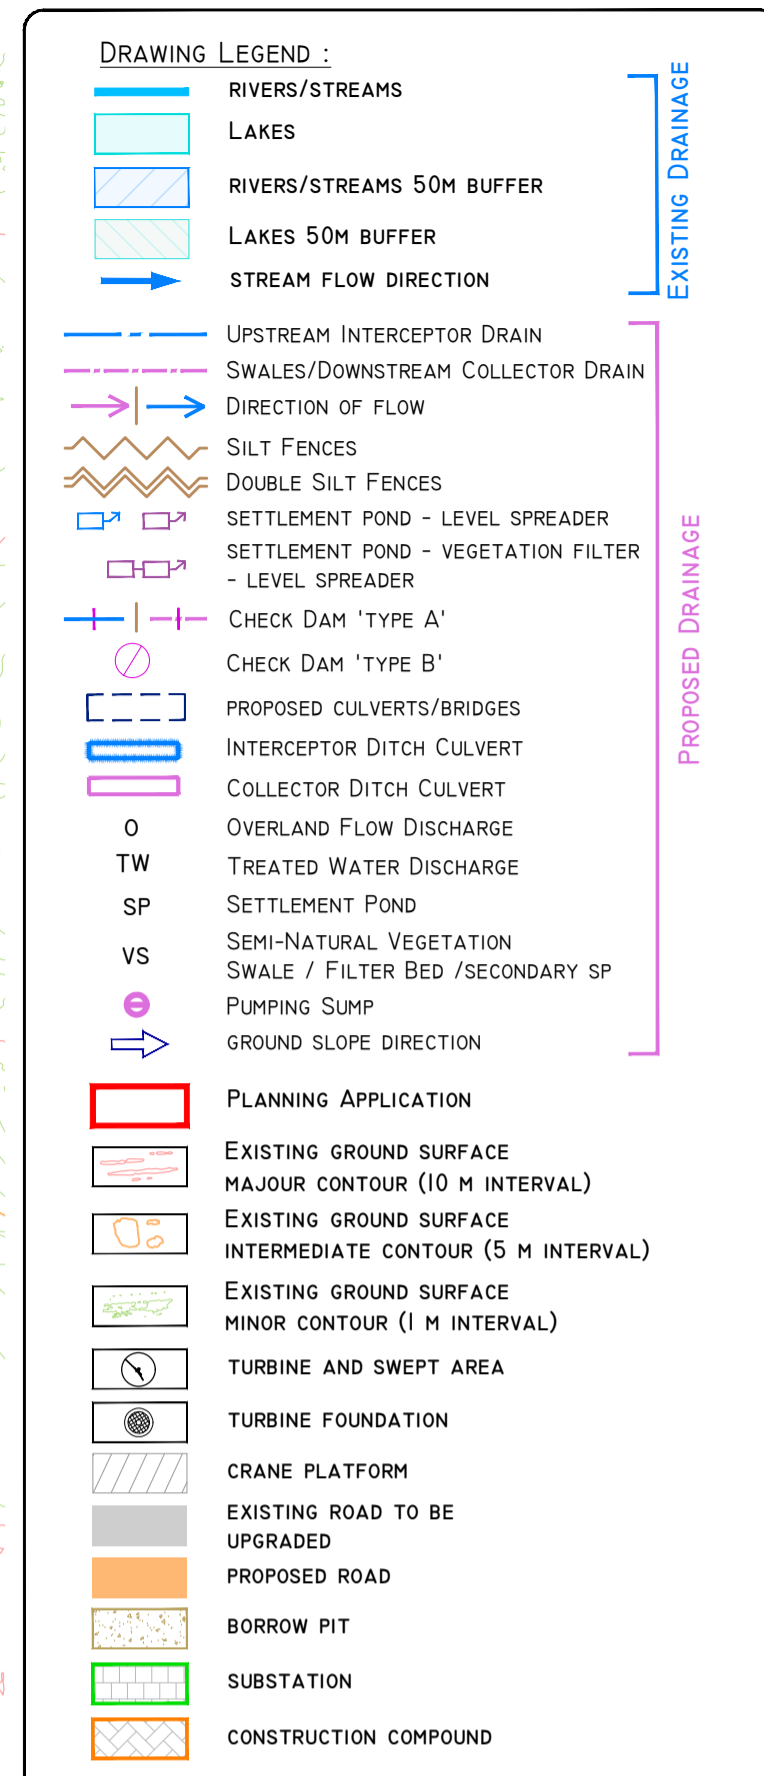 DRAWING LEGEND :
RIVERS/STREAMS
LAKES
RIVERS/STREAMS 50M BUFFER
LAKES 50M BUFFER
STREAM FLOW DIRECTION
EXISTING DRAINAGE
UPSTREAM INTERCEPTOR DRAIN
SWALES/DOWNSTREAM COLLECTOR DRAIN
DIRECTION OF FLOW
SILT FENCES
DOUBLE SILT FENCES
SETTLEMENT POND - LEVEL SPREADER
SETTLEMENT POND - VEGETATION FILTER
- LEVEL SPREADER
CHECK DAM 'TYPE A'
CHECK DAM 'TYPE B'
PROPOSED CULVERTS/BRIDGES
INTERCEPTOR DITCH CULVERT
COLLECTOR DITCH CULVERT
O OVERLAND FLOW DISCHARGE
TW TREATED WATER DISCHARGE
SP SETTLEMENT POND
VS SEMI-NATURAL VEGETATION
SWALE / FILTER BED /SECONDARY SP
PUMPING SUMP
GROUND SLOPE DIRECTION
PROPOSED DRAINAGE
PLANNING APPLICATION
EXISTING GROUND SURFACE
MAJOUR CONTOUR (10 M INTERVAL)
EXISTING GROUND SURFACE
INTERMEDIATE CONTOUR (5 M INTERVAL)
EXISTING GROUND SURFACE
MINOR CONTOUR (1 M INTERVAL)
TURBINE AND SWEPT AREA
TURBINE FOUNDATION
CRANE PLATFORM
EXISTING ROAD TO BE
UPGRADED
PROPOSED ROAD
BORROW PIT
SUBSTATION
CONSTRUCTION COMPOUND